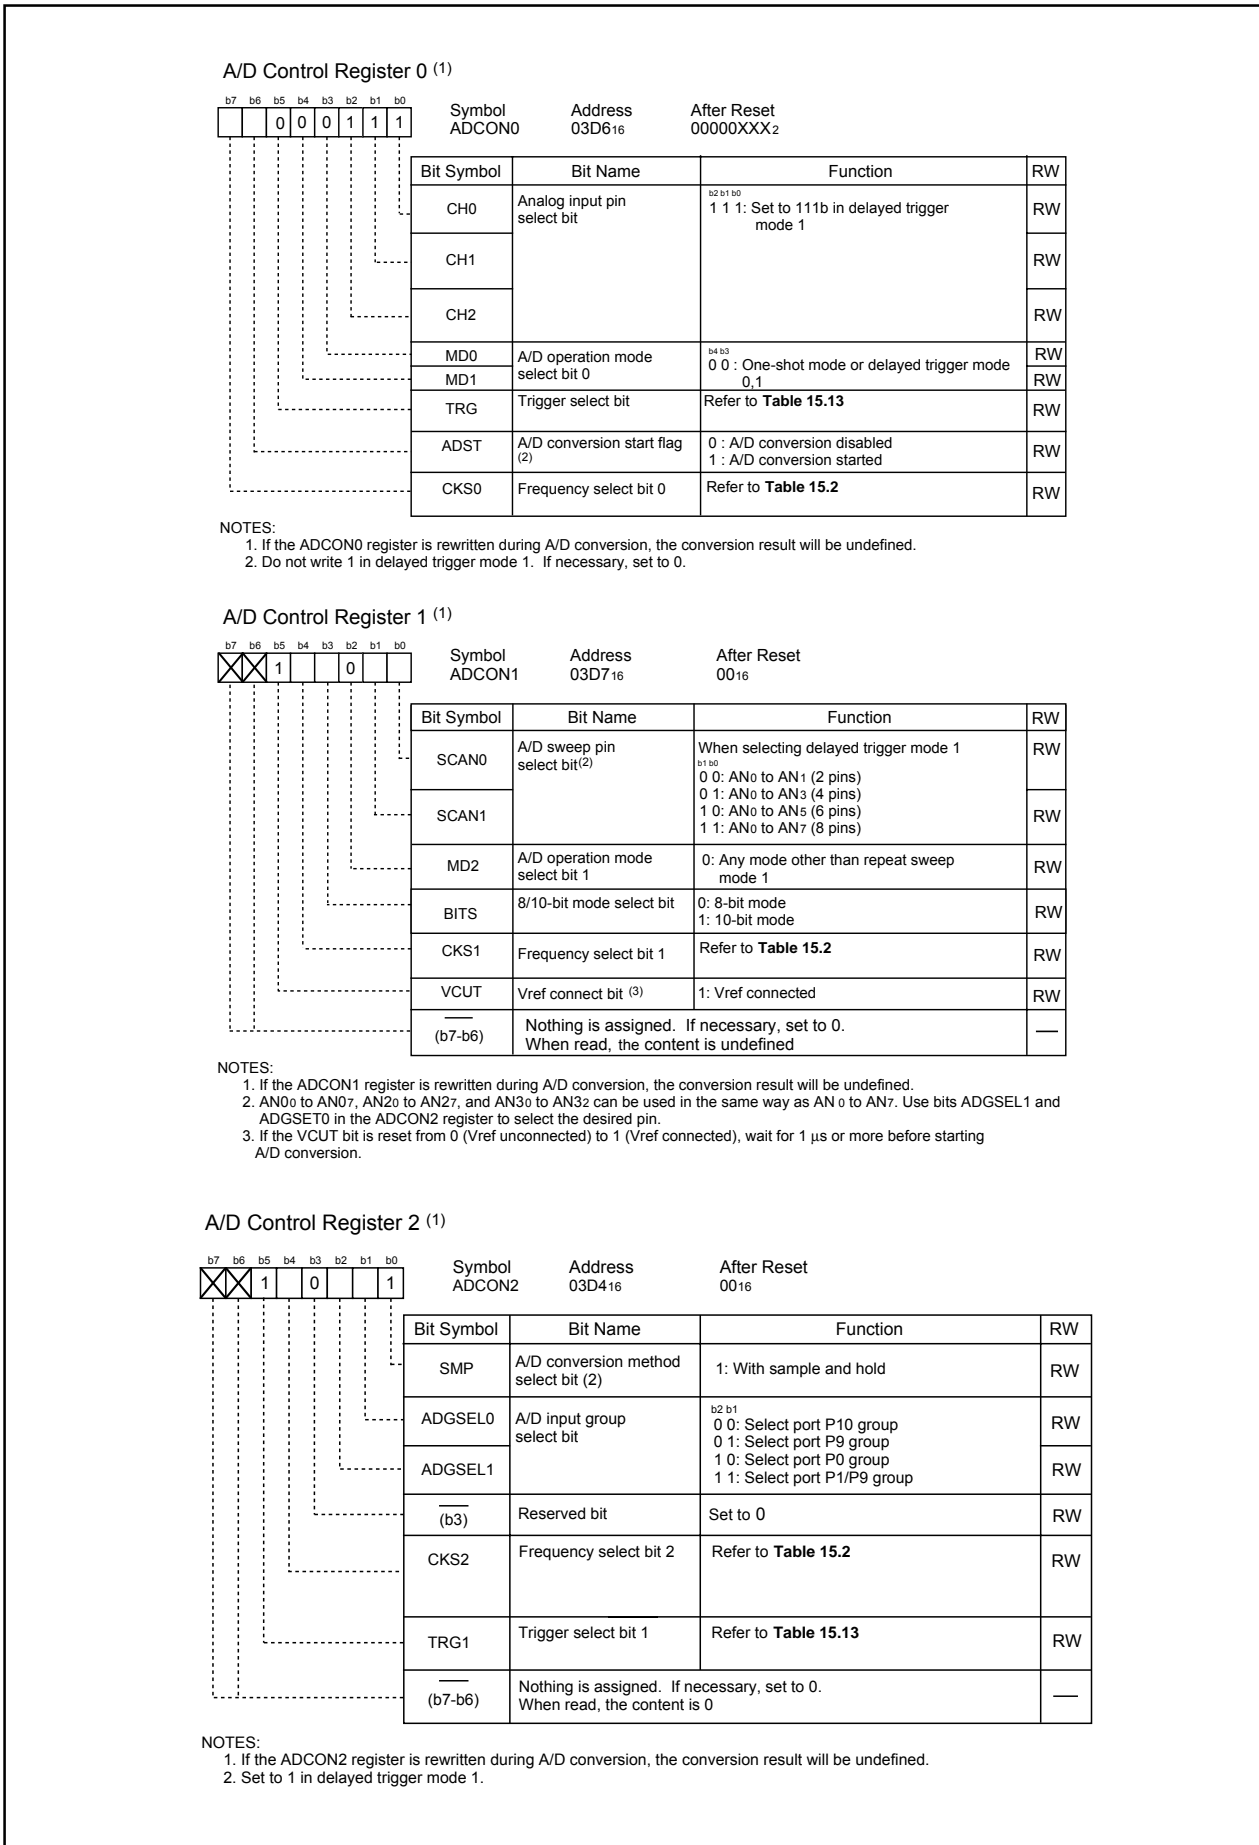 A/D Control Register 0 (1)
b7 b6 b5 b4 b3 b2 b1 b0
0 0 0 1 1 1
Symbol Address After Reset
ADCON0 03D616 00000XXX2
Bit Symbol Bit Name Function RW
CH0 Analog input pin select bit b2 b1 b0 RW
1 1 1: Set to 111b in delayed trigger
mode 1
CH1 RW
CH2 RW
MD0 A/D operation mode select bit 0 b4 b3 RW
0 0 : One-shot mode or delayed trigger mode
MD1 0,1 RW
TRG Trigger select bit Refer to Table 15.13 RW
ADST A/D conversion start flag (2) 0 : A/D conversion disabled RW
1 : A/D conversion started
CKS0 Frequency select bit 0 Refer to Table 15.2 RW
NOTES:
1. If the ADCON0 register is rewritten during A/D conversion, the conversion result will be undefined.
2. Do not write 1 in delayed trigger mode 1. If necessary, set to 0.
A/D Control Register 1 (1)
b7 b6 b5 b4 b3 b2 b1 b0
1 0
Symbol Address After Reset
ADCON1 03D716 0016
Bit Symbol Bit Name Function RW
SCAN0 A/D sweep pin select bit(2) When selecting delayed trigger mode 1 RW
b1 b0
0 0: AN0 to AN1 (2 pins)
0 1: AN0 to AN3 (4 pins)
SCAN1 1 0: AN0 to AN5 (6 pins) RW
1 1: AN0 to AN7 (8 pins)
MD2 A/D operation mode select bit 1 0: Any mode other than repeat sweep RW
mode 1
BITS 8/10-bit mode select bit 0: 8-bit mode RW
1: 10-bit mode
CKS1 Frequency select bit 1 Refer to Table 15.2 RW
VCUT Vref connect bit (3) 1: Vref connected RW
(b7-b6) Nothing is assigned. If necessary, set to 0. —
When read, the content is undefined
NOTES:
1. If the ADCON1 register is rewritten during A/D conversion, the conversion result will be undefined.
2. AN00 to AN07, AN20 to AN27, and AN30 to AN32 can be used in the same way as AN 0 to AN7. Use bits ADGSEL1 and
ADGSET0 in the ADCON2 register to select the desired pin.
3. If the VCUT bit is reset from 0 (Vref unconnected) to 1 (Vref connected), wait for 1 µs or more before starting
A/D conversion.
A/D Control Register 2 (1)
b7 b6 b5 b4 b3 b2 b1 b0
1 0 1
Symbol Address After Reset
ADCON2 03D416 0016
Bit Symbol Bit Name Function RW
SMP A/D conversion method select bit (2) 1: With sample and hold RW
ADGSEL0 A/D input group select bit b2 b1 RW
0 0: Select port P10 group
0 1: Select port P9 group
ADGSEL1 1 0: Select port P0 group RW
1 1: Select port P1/P9 group
(b3) Reserved bit Set to 0 RW
CKS2 Frequency select bit 2 Refer to Table 15.2 RW
TRG1 Trigger select bit 1 Refer to Table 15.13 RW
(b7-b6) Nothing is assigned. If necessary, set to 0. —
When read, the content is 0
NOTES:
1. If the ADCON2 register is rewritten during A/D conversion, the conversion result will be undefined.
2. Set to 1 in delayed trigger mode 1.